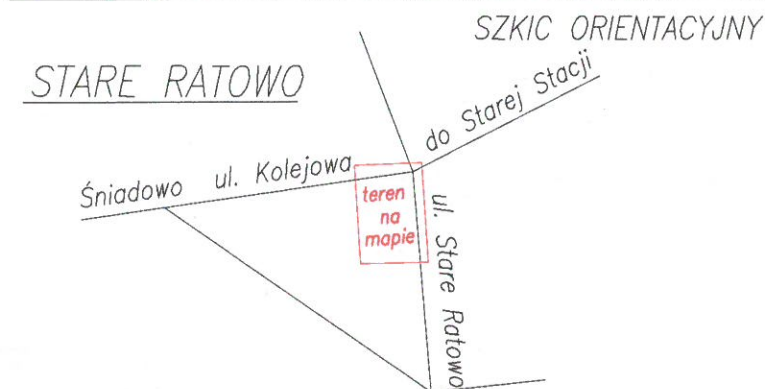 SZKIC ORIENTACYJNY
STARE RATOWO
do Starej Stacji
Śniadowo ul. Kolejowa
teren
na
mapie
ul. Stare Ratowo